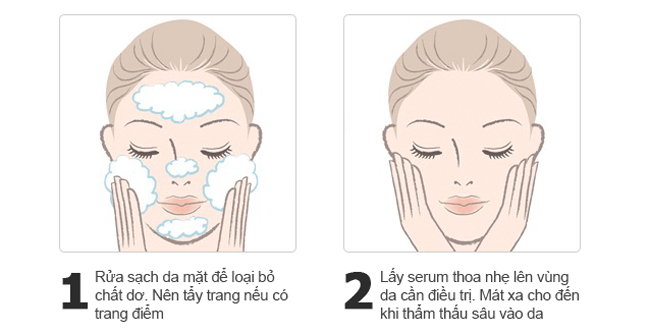 1 Rửa sạch da mặt để loại bỏ
chất dơ. Nên tẩy trang nếu có
trang điểm
2 Lấy serum thoa nhẹ lên vùng
da cần điều trị. Mát xa cho đến
khi thẩm thấu sâu vào da